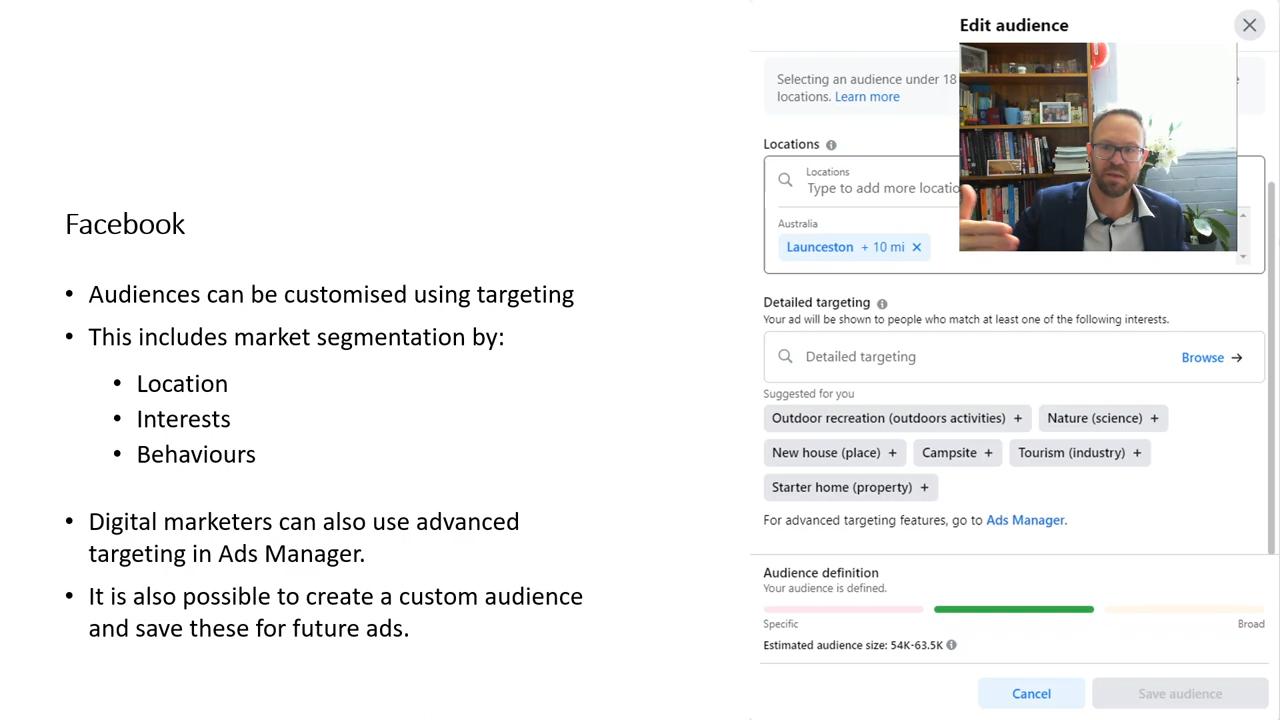 Facebook
• Audiences can be customised using targeting
• This includes market segmentation by:
• Location
• Interests
• Behaviours
• Digital marketers can also use advanced
targeting in Ads Manager.
• It is also possible to create a custom audience
and save these for future ads.
Edit audience
Selecting an audience under 18
locations. Learn more
Locations
Locations
Type to add more locatio
Australia
Launceston + 10 mi ×
Detailed targeting
Your ad will be shown to people who match at least one of the following interests.
Detailed targeting Browse →
Suggested for you
Outdoor recreation (outdoors activities) + Nature (science) +
New house (place) + Campsite + Tourism (industry) +
Starter home (property) +
For advanced targeting features, go to Ads Manager.
Audience definition
Your audience is defined.
Specific Broad
Estimated audience size: 54K-63.5K
Cancel Save audience